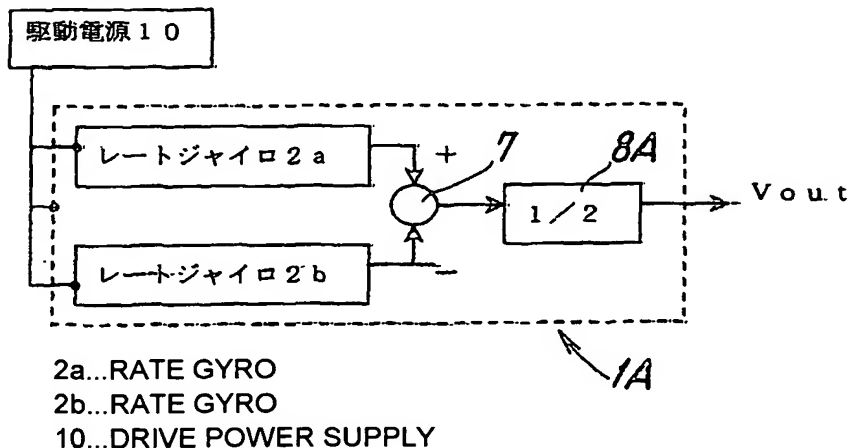 駆動電源10
レートジャイロ2a
+
7
8A
1/2
Vout
レートジャイロ2b
-
1A
2a...RATE GYRO
2b...RATE GYRO
10...DRIVE POWER SUPPLY